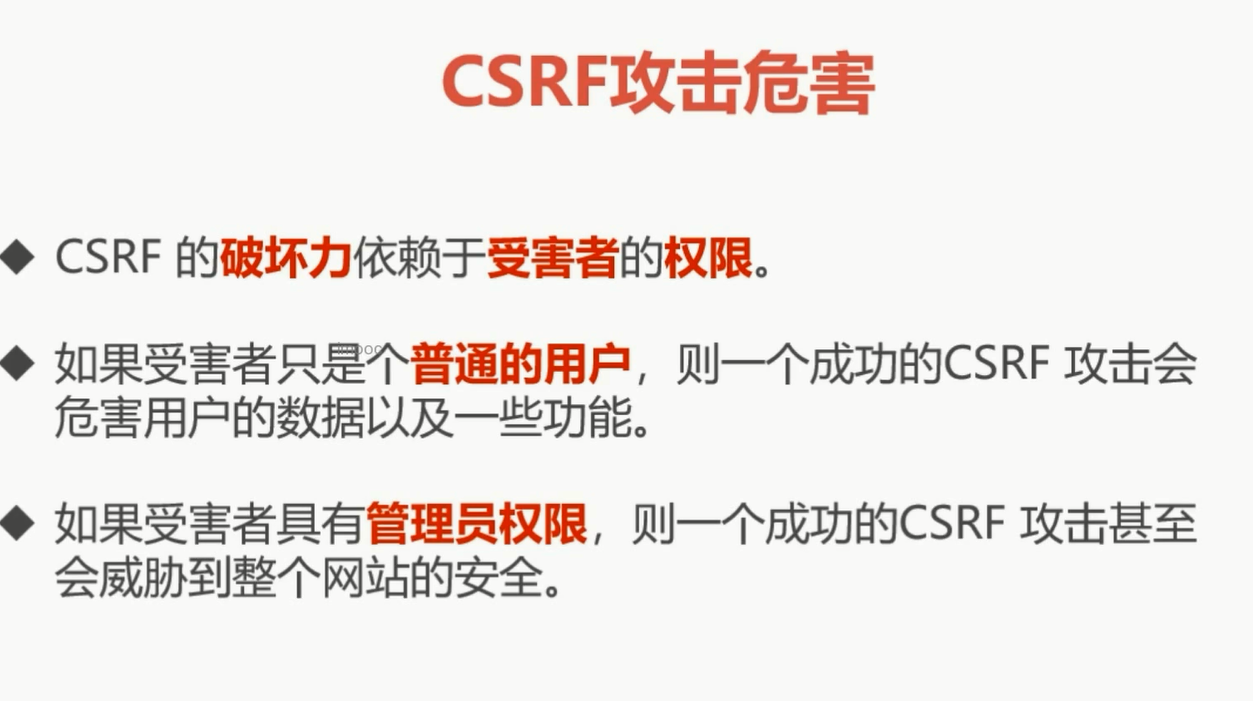 CSRF攻击危害
◆ CSRF 的破坏力依赖于受害者的权限。
◆ 如果受害者只是个普通的用户，则一个成功的CSRF 攻击会
危害用户的数据以及一些功能。
◆ 如果受害者具有管理员权限，则一个成功的CSRF 攻击甚至
会威胁到整个网站的安全。